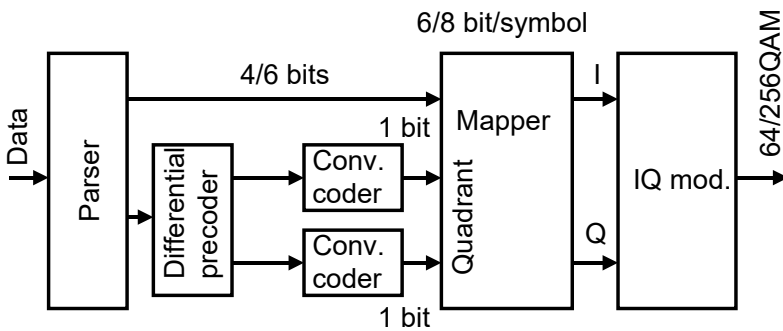 6/8 bit/symbol
4/6 bits
1 bit
Data
Parser
Differential
precoder
Conv.
coder
Conv.
coder
1 bit
Mapper
Quadrant
I
Q
IQ mod.
64/256QAM